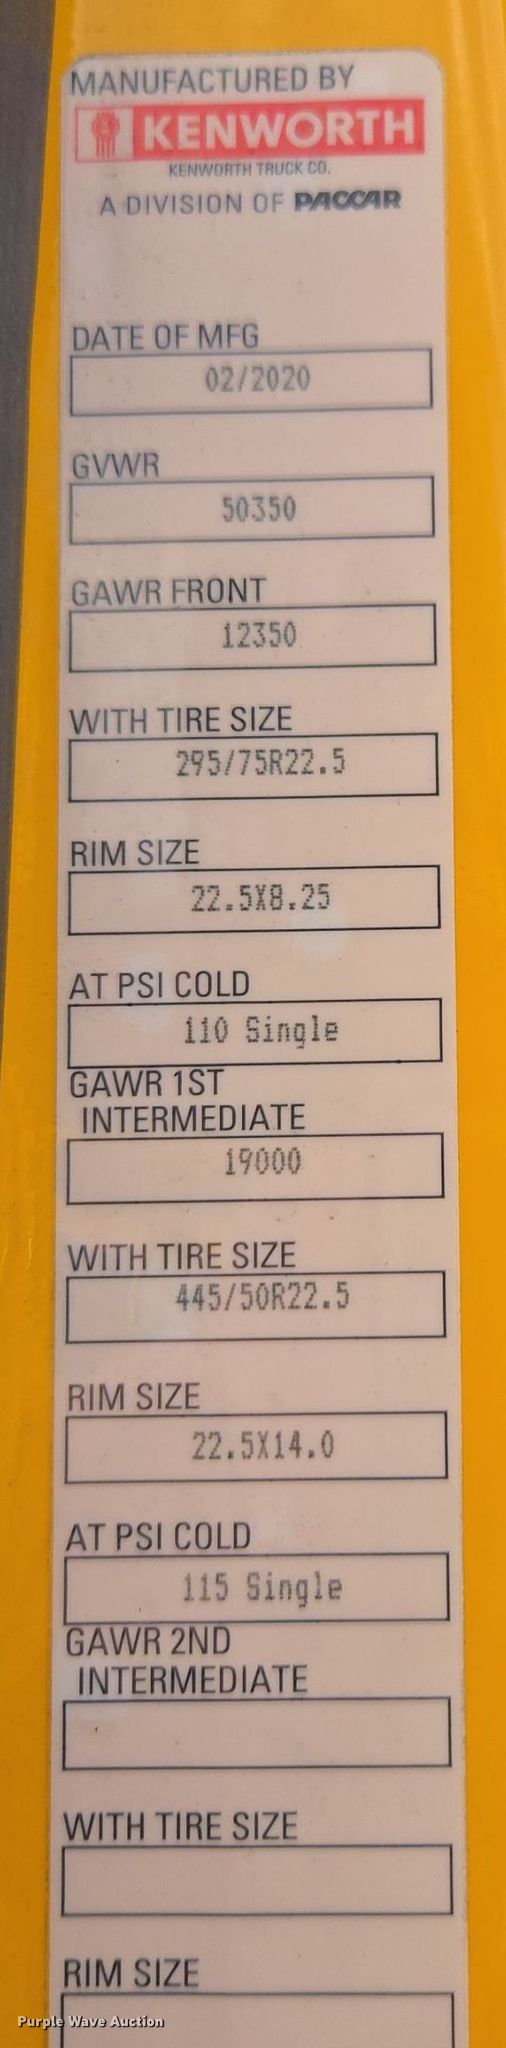 MANUFACTURED BY
KENWORTH
KENWORTH TRUCK CO.
A DIVISION OF PACCAR
DATE OF MFG
02/2020
GVWR
50350
GAWR FRONT
12350
WITH TIRE SIZE
295/75R22.5
RIM SIZE
22.5X8.25
AT PSI COLD
110 Single
GAWR 1ST
INTERMEDIATE
19000
WITH TIRE SIZE
445/50R22.5
RIM SIZE
22.5X14.0
AT PSI COLD
115 Single
GAWR 2ND
INTERMEDIATE
WITH TIRE SIZE
RIM SIZE
Purple Wave Auction